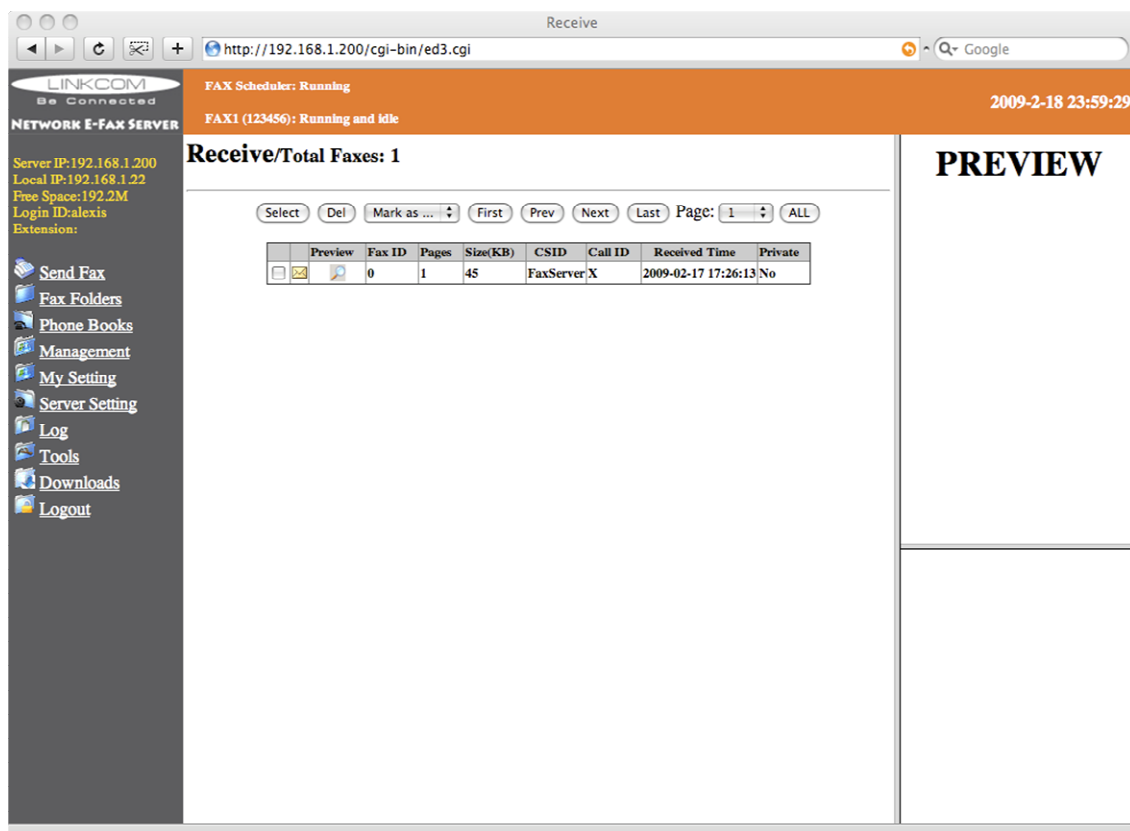 Receive
http://192.168.1.200/cgi-bin/ed3.cgi
Google
LINKCOM
Be Connected
NETWORK E-FAX SERVER
FAX Scheduler: Running
FAX1 (123456): Running and idle
2009-2-18 23:59:29
Server IP:192.168.1.200
Local IP:192.168.1.22
Free Space:192.2M
Login ID:alexis
Extension:
Send Fax
Fax Folders
Phone Books
Management
My Setting
Server Setting
Log
Tools
Downloads
Logout
Receive/Total Faxes: 1
Select Del Mark as ... First Prev Next Last Page: 1 ALL
Preview Fax ID Pages Size(KB) CSID Call ID Received Time Private
0 1 45 FaxServer X 2009-02-17 17:26:13 No
PREVIEW